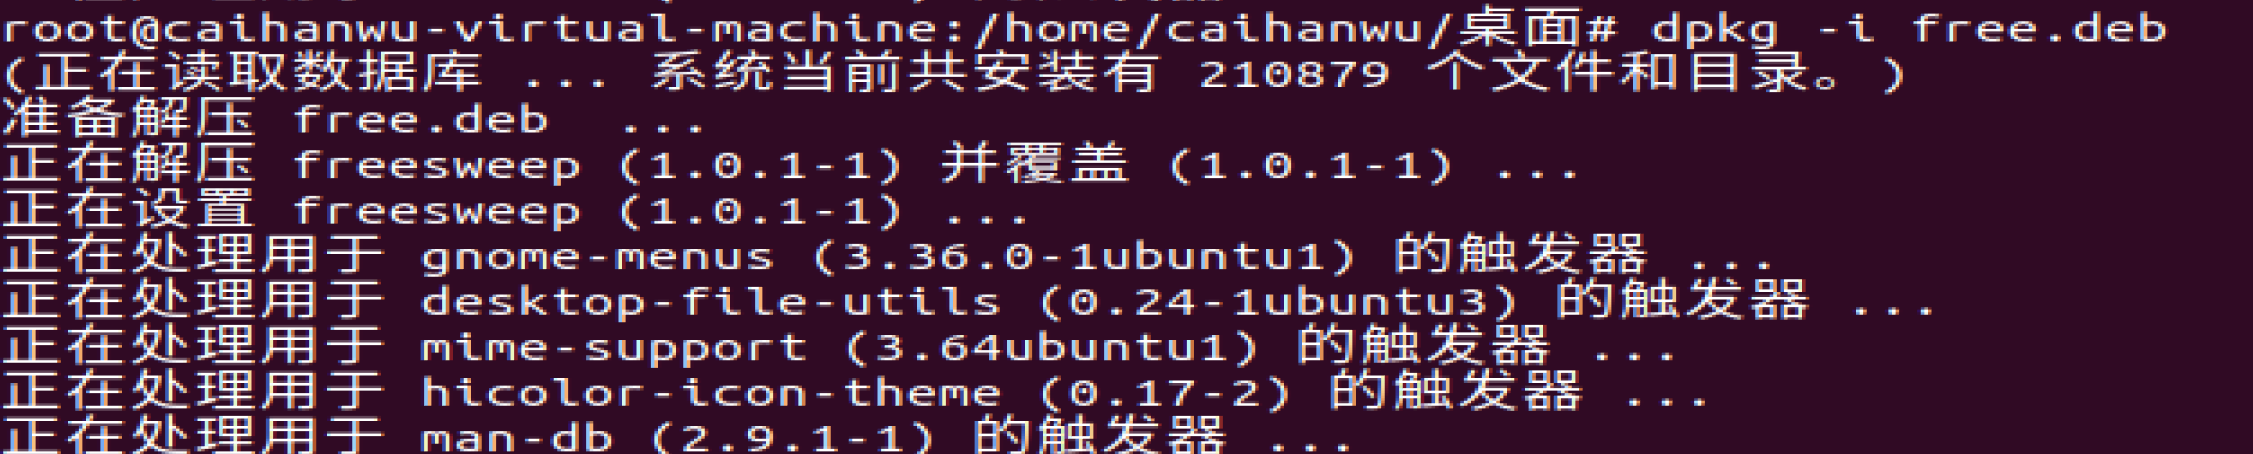 root@caihanwu-virtual-machine:/home/caihanwu/桌面# dpkg -i free.deb
(正在读取数据库 ... 系统当前共安装有 210879 个文件和目录。)
准备解压 free.deb  ...
正在解压 freesweep (1.0.1-1) 并覆盖 (1.0.1-1) ...
正在设置 freesweep (1.0.1-1) ...
正在处理用于 gnome-menus (3.36.0-1ubuntu1) 的触发器 ...
正在处理用于 desktop-file-utils (0.24-1ubuntu3) 的触发器 ...
正在处理用于 mime-support (3.64ubuntu1) 的触发器 ...
正在处理用于 hicolor-icon-theme (0.17-2) 的触发器 ...
正在处理用于 man-db (2.9.1-1) 的触发器 ...